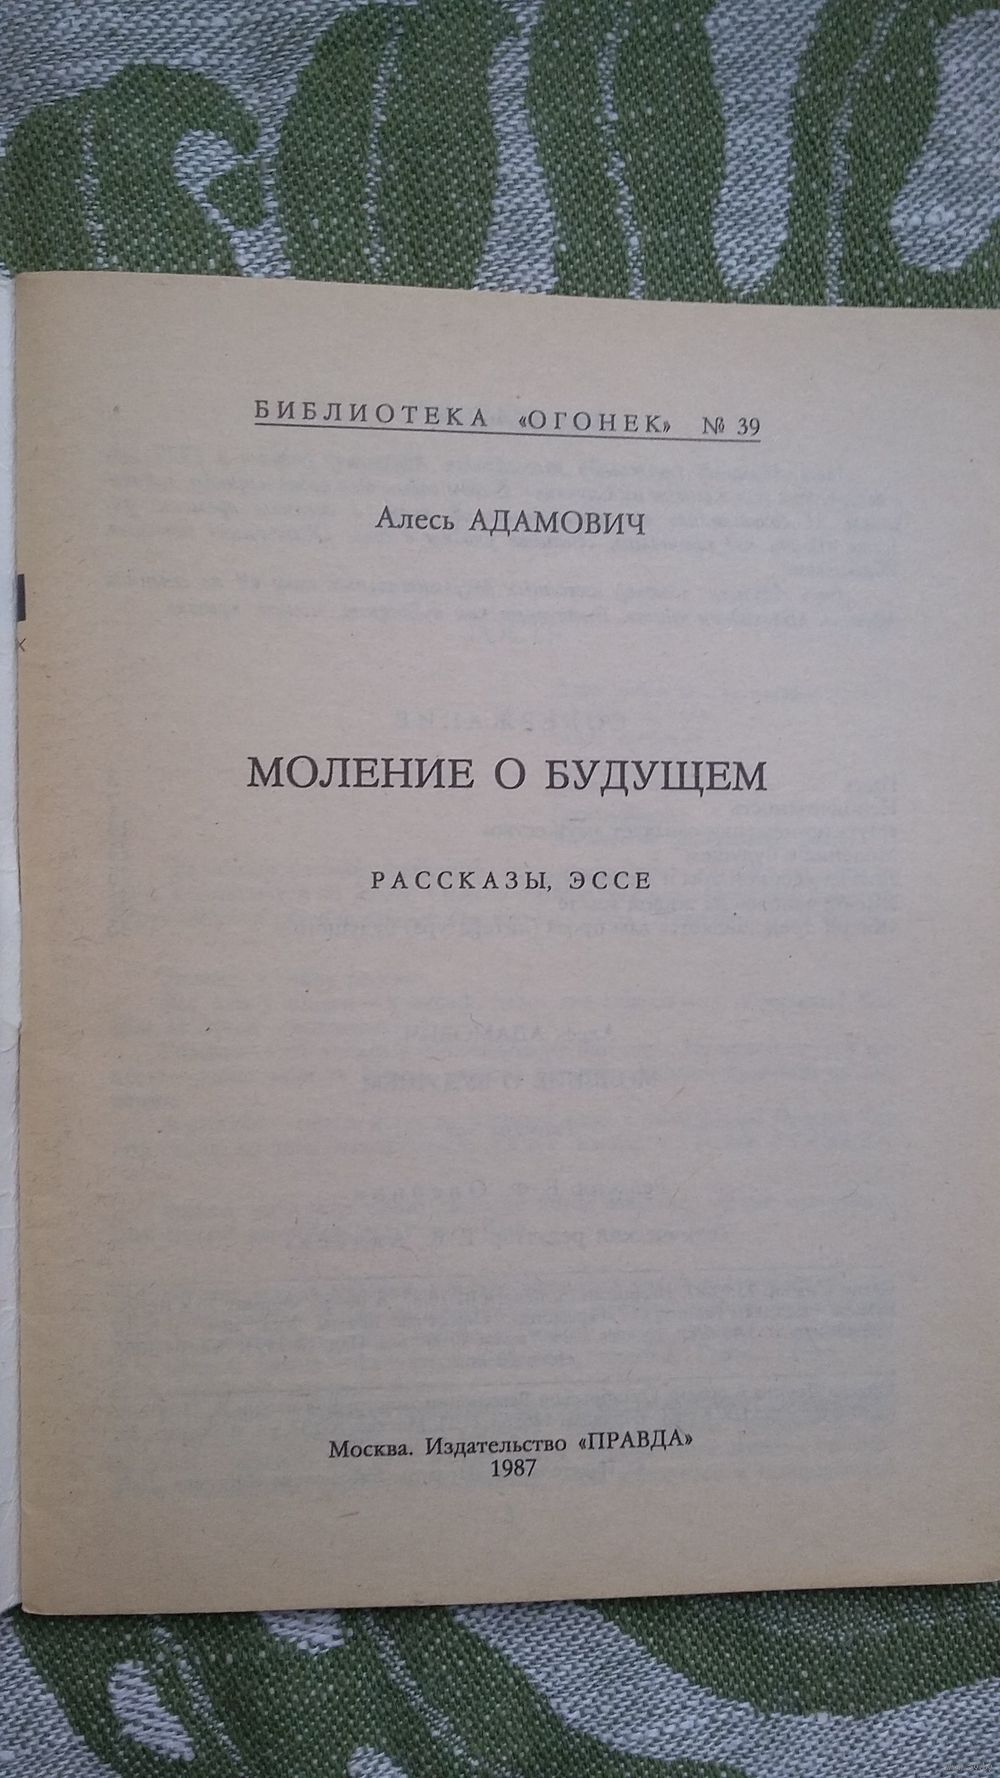 БИБЛИОТЕКА «ОГОНЕК» № 39
Алесь АДАМОВИЧ
МОЛЕНИЕ О БУДУЩЕМ
РАССКАЗЫ, ЭССЕ
Москва. Издательство «ПРАВДА»
1987